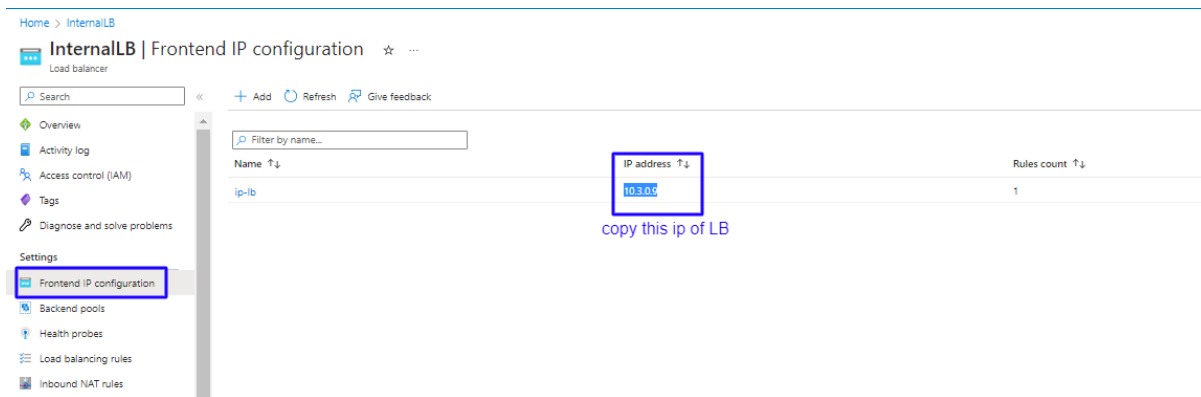 Home > InternalLB
InternalLB | Frontend IP configuration ☆ ...
Load balancer
Search «
+ Add Refresh Give feedback
Overview
Activity log
Access control (IAM)
Tags
Diagnose and solve problems
Settings
Frontend IP configuration
Backend pools
Health probes
Load balancing rules
Inbound NAT rules
Filter by name...
Name ↑↓ IP address ↑↓ Rules count ↑↓
ip-lb 10.3.0.9 1
copy this ip of LB